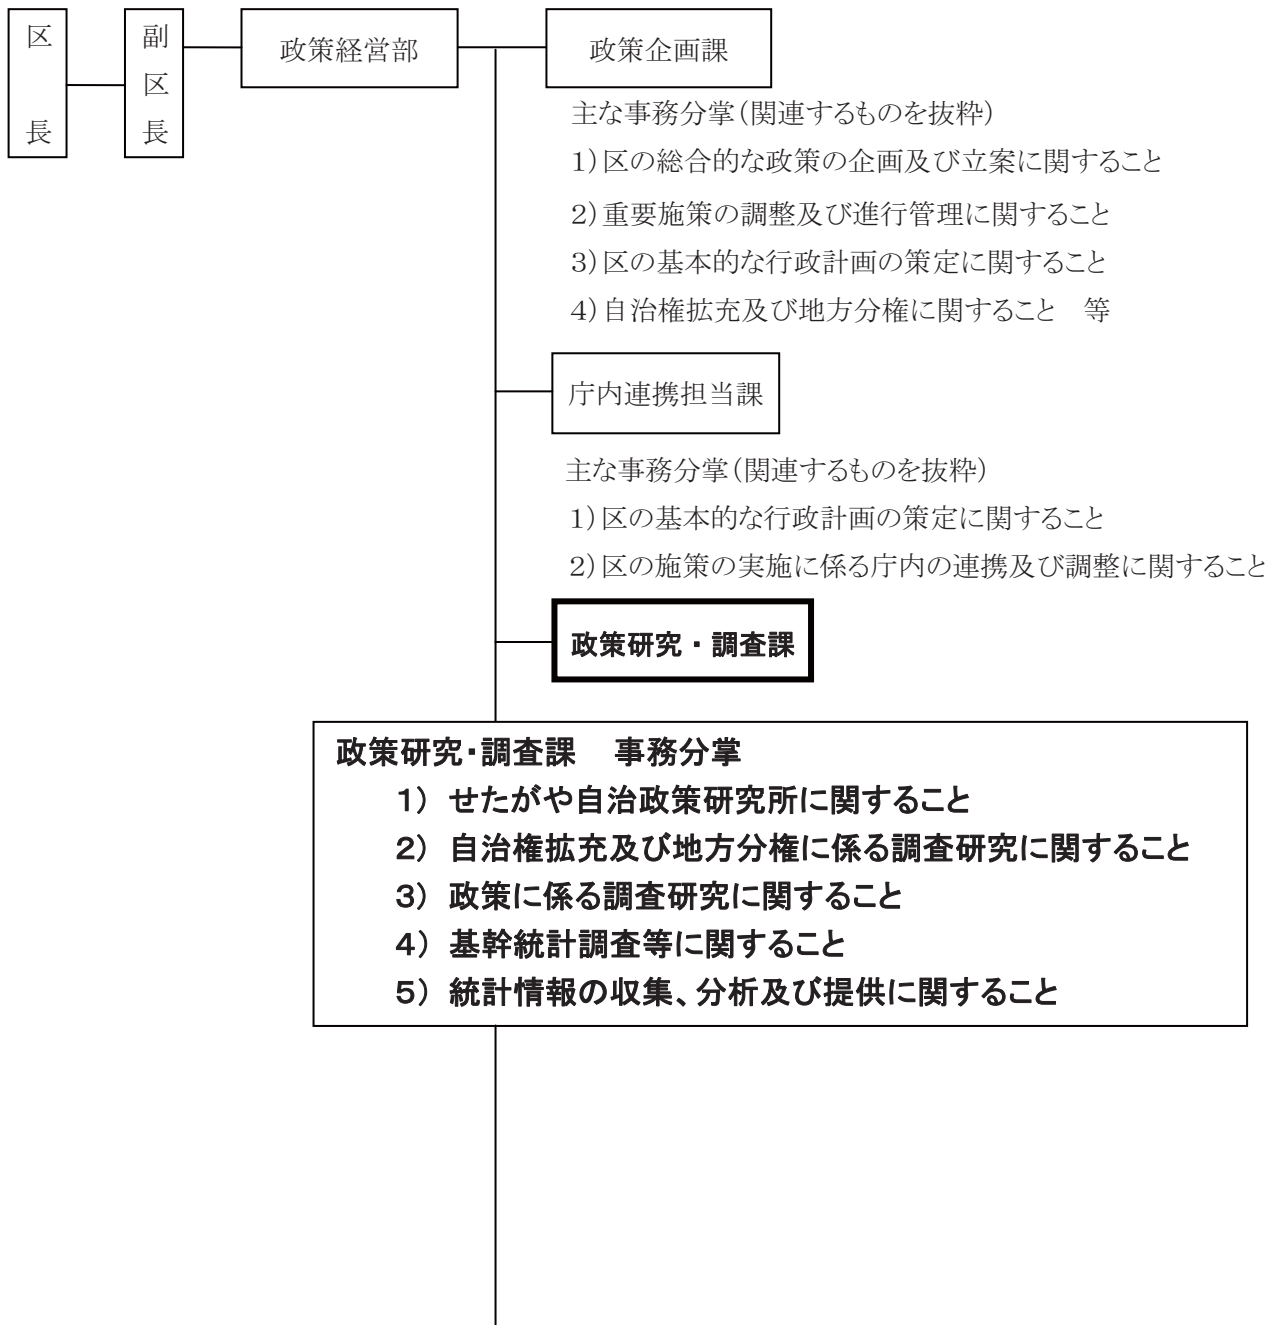 区長
副区長
政策経営部
政策企画課
主な事務分掌(関連するものを抜粋)
1)区の総合的な政策の企画及び立案に関すること
2)重要施策の調整及び進行管理に関すること
3)区の基本的な行政計画の策定に関すること
4)自治権拡充及び地方分権に関すること　等
庁内連携担当課
主な事務分掌(関連するものを抜粋)
1)区の基本的な行政計画の策定に関すること
2)区の施策の実施に係る庁内の連携及び調整に関すること
政策研究・調査課
政策研究・調査課　事務分掌
1) せたがや自治政策研究所に関すること
2) 自治権拡充及び地方分権に係る調査研究に関すること
3) 政策に係る調査研究に関すること
4) 基幹統計調査等に関すること
5) 統計情報の収集、分析及び提供に関すること